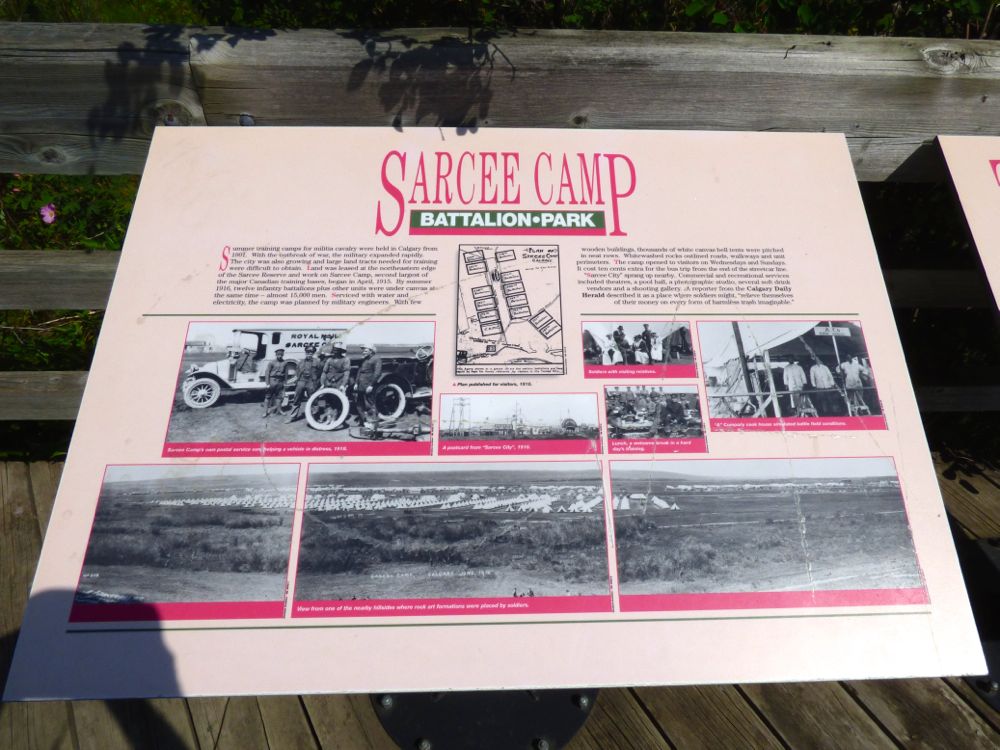 SARCEE CAMP
BATTALION•PARK
Summer training camps for militia cavalry were held in Calgary from
1901. With the outbreak of war, the military expanded rapidly.
The city was also growing and large land tracts needed for training
were difficult to obtain. Land was leased at the northeastern edge
of the Sarcee Reserve and work on Sarcee Camp, second largest of
the major Canadian training bases, began in April, 1915. By summer
1916, twelve infantry battalions plus other units were under canvas at
the same time – almost 15,000 men. Serviced with water and
electricity, the camp was planned by military engineers. With few
wooden buildings, thousands of white canvas bell tents were pitched
in neat rows. Whitewashed rocks outlined roads, walkways and unit
perimeters. The camp opened to visitors on Wednesdays and Sundays.
It cost ten cents extra for the bus trip from the end of the streetcar line.
"Sarcee City" sprang up nearby. Commercial and recreational services
included theatres, a pool hall, a photographic studio, several soft drink
vendors and a shooting gallery. A reporter from the Calgary Daily
Herald described it as a place where soldiers might, "relieve themselves
of their money on every form of harmless trash imaginable."
PLAN OF
SARCEE CAMP
CALGARY
ROYAL MAIL
SARCEE C
Sarcee Camp's own postal service helping a vehicle in distress, 1916.
A Plan published for visitors, 1915.
A postcard from "Sarcee City", 1916.
Soldiers with visiting relatives.
Lunch, a welcome break in a hard
day's training.
"A" Company cook house simulated battle field conditions.
SARCEE CAMP. CALGARY JUNE
View from one of the nearby hillsides where rock art formations were placed by soldiers.